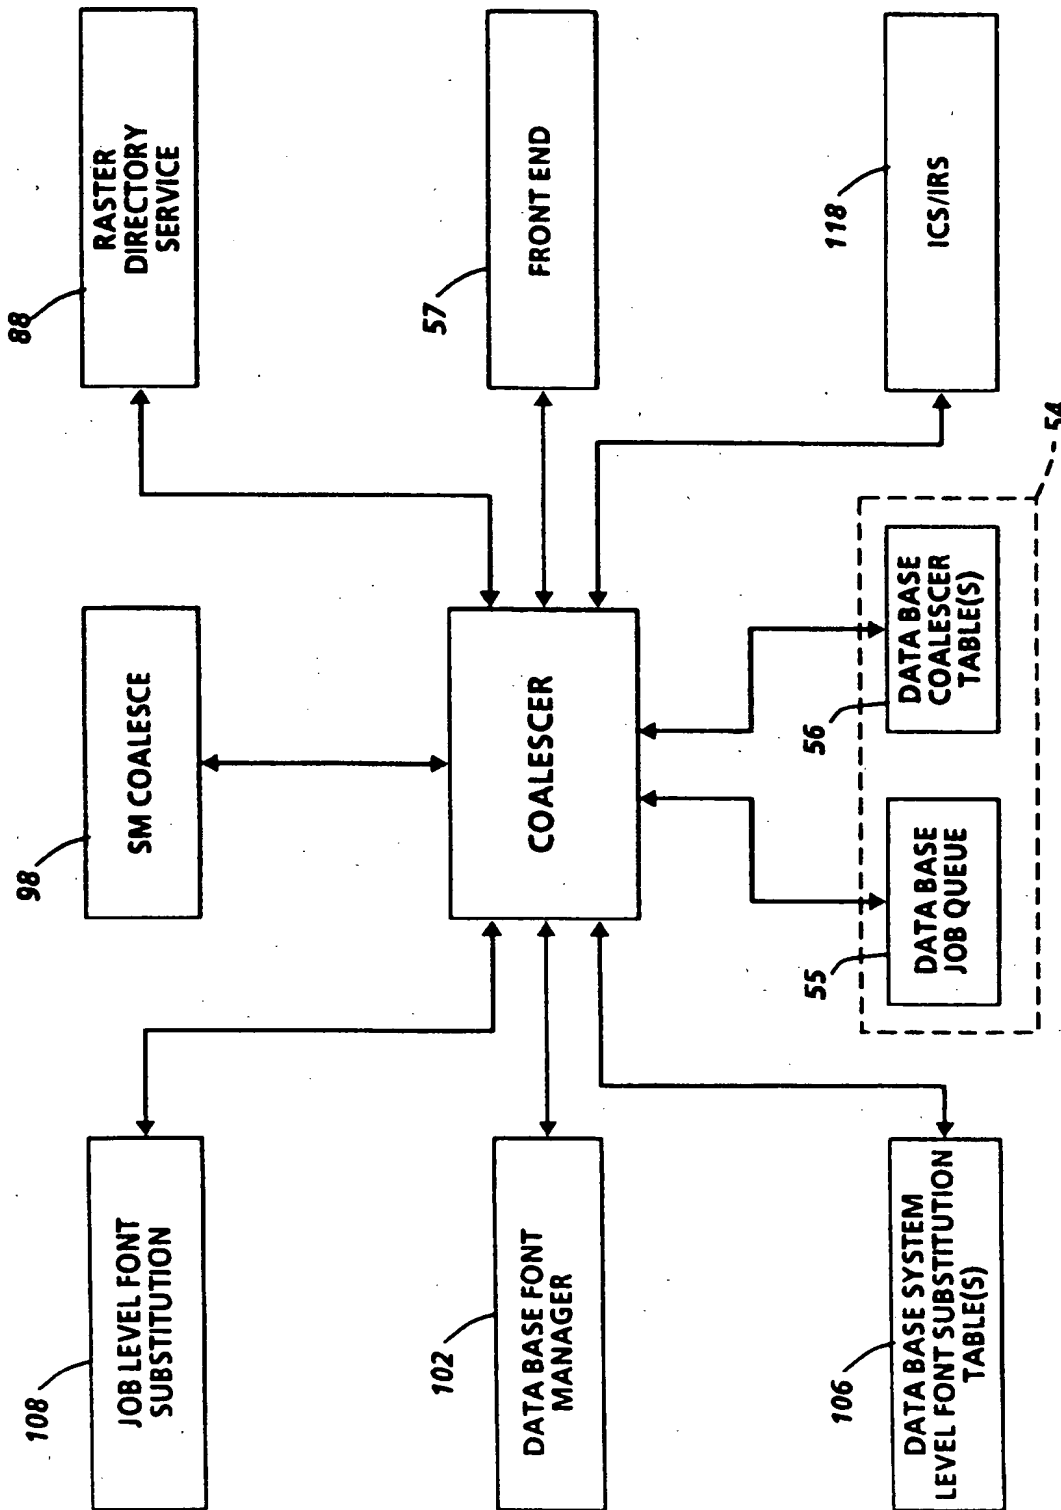 108
JOB LEVEL FONT
SUBSTITUTION
98
SM COALESCE
88
RASTER
DIRECTORY
SERVICE
102
DATA BASE FONT
MANAGER
COALESCER
57
FRONT END
106
DATA BASE SYSTEM
LEVEL FONT SUBSTITUTION
TABLE(S)
55
DATA BASE
JOB QUEUE
56
DATA BASE
COALESCER
TABLE(S)
54
118
ICS/IRS